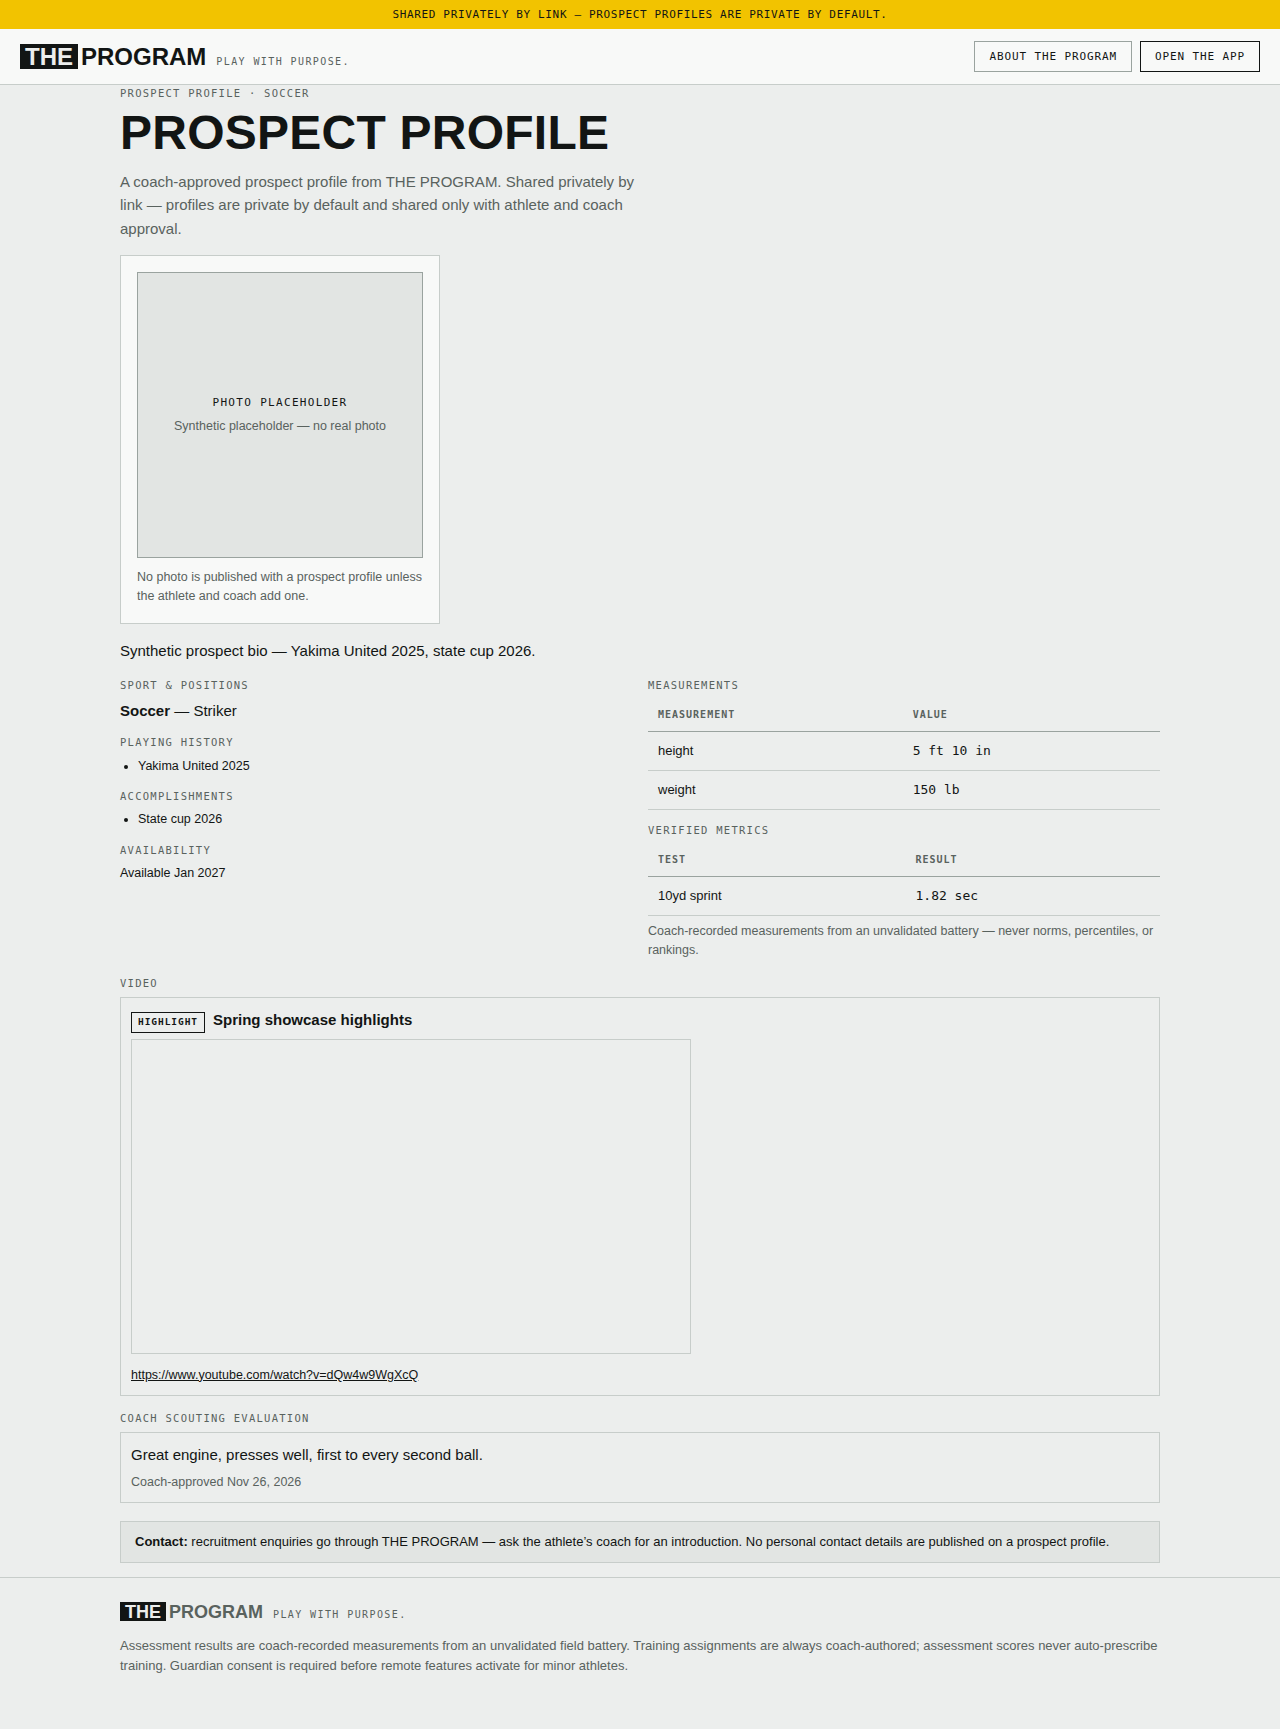 SHARED PRIVATELY BY LINK — PROSPECT PROFILES ARE PRIVATE BY DEFAULT.
THE PROGRAM PLAY WITH PURPOSE.
ABOUT THE PROGRAM
OPEN THE APP
PROSPECT PROFILE · SOCCER
PROSPECT PROFILE
A coach-approved prospect profile from THE PROGRAM. Shared privately by
link — profiles are private by default and shared only with athlete and coach
approval.
PHOTO PLACEHOLDER
Synthetic placeholder — no real photo
No photo is published with a prospect profile unless
the athlete and coach add one.
Synthetic prospect bio — Yakima United 2025, state cup 2026.
SPORT & POSITIONS
Soccer — Striker
PLAYING HISTORY
• Yakima United 2025
ACCOMPLISHMENTS
• State cup 2026
AVAILABILITY
Available Jan 2027
MEASUREMENTS
MEASUREMENT VALUE
height 5 ft 10 in
weight 150 lb
VERIFIED METRICS
TEST RESULT
10yd sprint 1.82 sec
Coach-recorded measurements from an unvalidated battery — never norms, percentiles, or
rankings.
VIDEO
HIGHLIGHT Spring showcase highlights
https://www.youtube.com/watch?v=dQw4w9WgXcQ
COACH SCOUTING EVALUATION
Great engine, presses well, first to every second ball.
Coach-approved Nov 26, 2026
Contact: recruitment enquiries go through THE PROGRAM — ask the athlete's coach for an introduction. No personal contact details are published on a prospect profile.
THE PROGRAM PLAY WITH PURPOSE.
Assessment results are coach-recorded measurements from an unvalidated field battery. Training assignments are always coach-authored; assessment scores never auto-prescribe
training. Guardian consent is required before remote features activate for minor athletes.